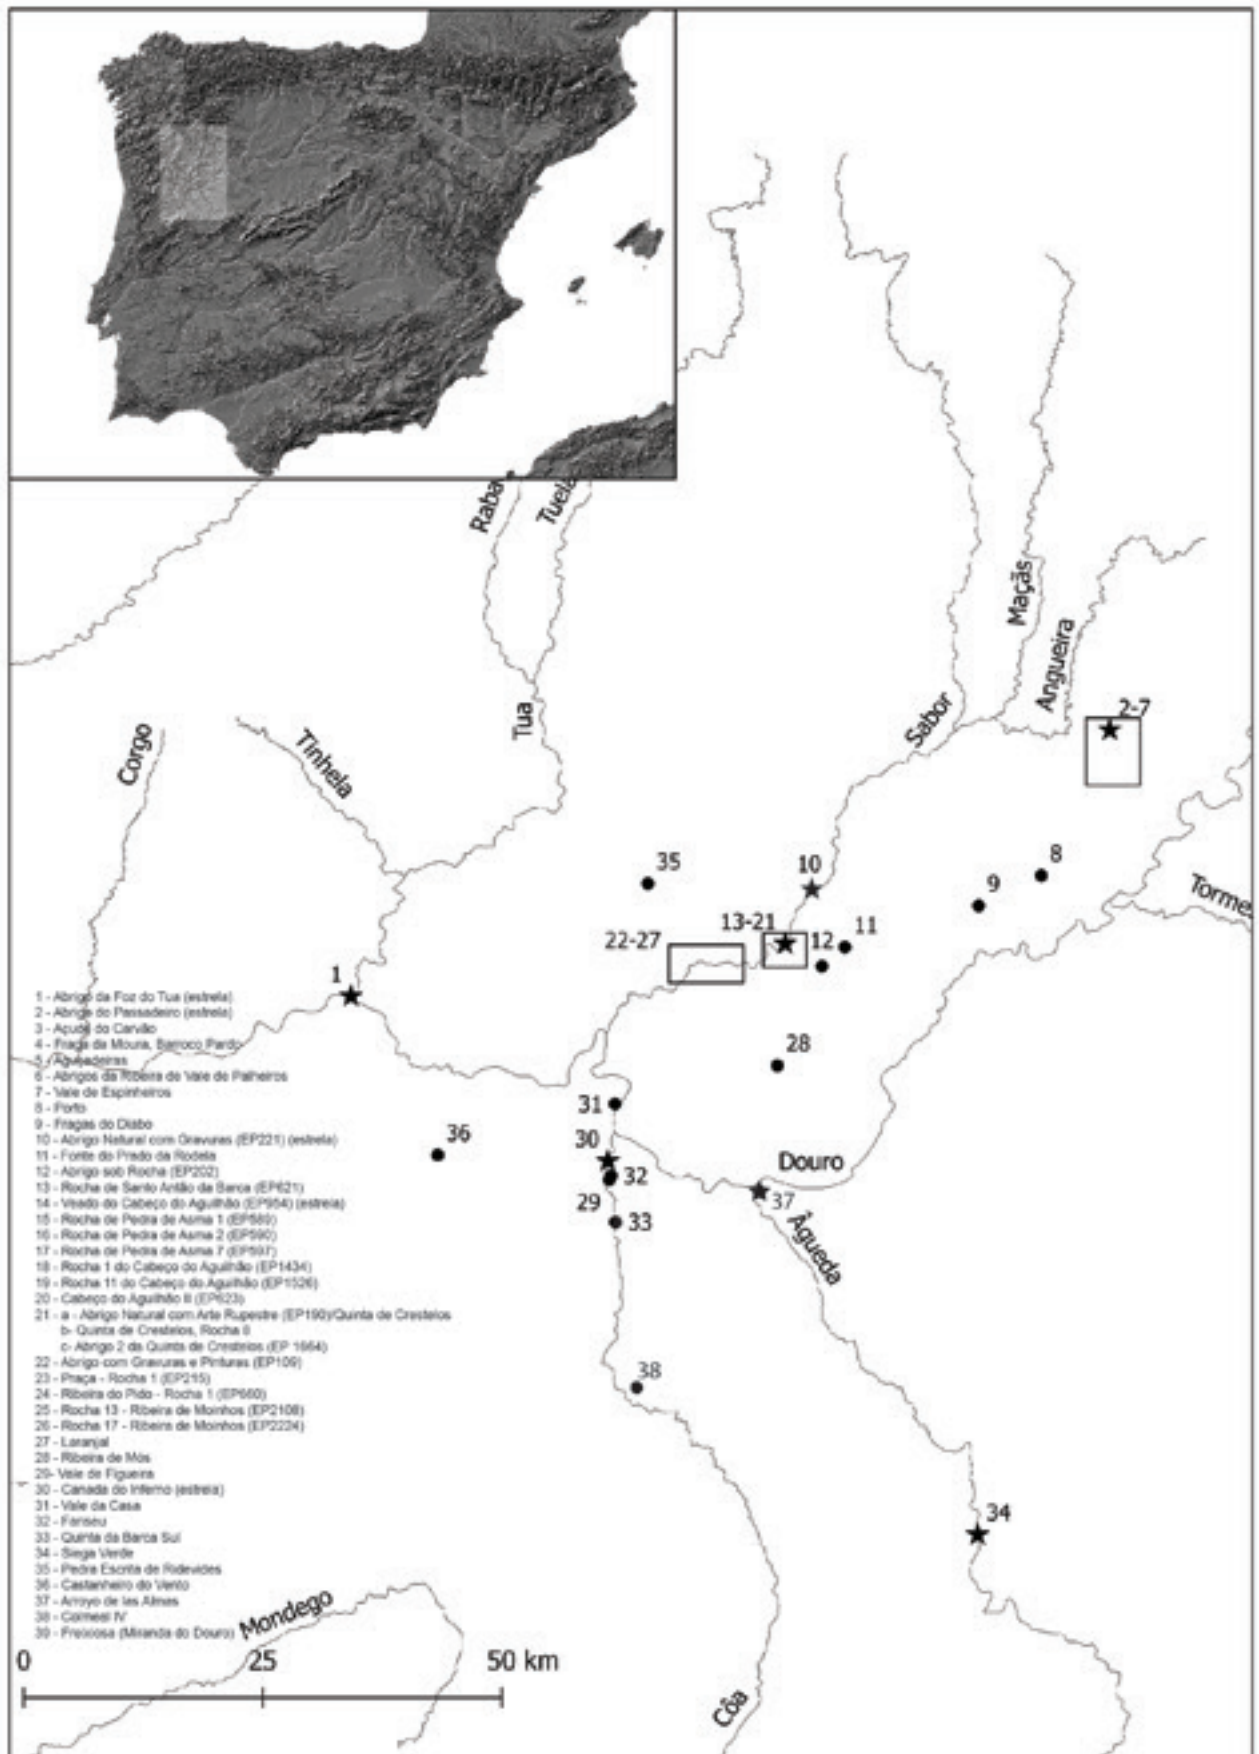 Raba
Tuela
Maçãs
Angueira
Sabor
2-7
Tua
Corgo
Tinhela
35
10
8
9
Tormes
13-21
11
12
22-27
1
28
31
36
30
32
29
33
Douro
37
Águeda
38
34
Mondego
Côa
1 - Abrigo da Foz do Tua (estrela)
2 - Abrigo do Passadeiro (estrela)
3 - Açude do Carvão
4 - Fraga da Moura, Barroco Pardo
5 - Aguçadeiras
6 - Abrigos da Ribeira de Vale de Palheiros
7 - Vale de Espinheiros
8 - Porto
9 - Fragas do Diabo
10 - Abrigo Natural com Gravuras (EP221) (estrela)
11 - Fonte do Prado da Rodela
12 - Abrigo sob Rocha (EP202)
13 - Rocha de Santo Antão da Barca (EP621)
14 - Veado do Cabeço do Aguilhão (EP954) (estrela)
15 - Rocha de Pedra de Asma 1 (EP589)
16 - Rocha de Pedra de Asma 2 (EP590)
17 - Rocha de Pedra de Asma 7 (EP597)
18 - Rocha 1 do Cabeço do Aguilhão (EP1434)
19 - Rocha 11 do Cabeço do Aguilhão (EP1526)
20 - Cabeço do Aguilhão III (EP623)
21 - a - Abrigo Natural com Arte Rupestre (EP190)/Quinta de Crestelos
b- Quinta de Crestelos, Rocha 8
c- Abrigo 2 da Quinta de Crestelos (EP 1664)
22 - Abrigo com Gravuras e Pinturas (EP109)
23 - Praça - Rocha 1 (EP215)
24 - Ribeira do Pido - Rocha 1 (EP660)
25 - Rocha 13 - Ribeira de Moinhos (EP2108)
26 - Rocha 17 - Ribeira de Moinhos (EP2224)
27 - Laranjal
28 - Ribeira de Mós
29- Vale de Figueira
30 - Canada do Inferno (estrela)
31 - Vale da Casa
32 - Fariseu
33 - Quinta da Barca Sul
34 - Siega Verde
35 - Pedra Escrita de Ridevides
36 - Castanheiro do Vento
37 - Arroyo de las Almas
38 - Colmeal IV
39 - Freixiosa (Miranda do Douro)
0 25 50 km